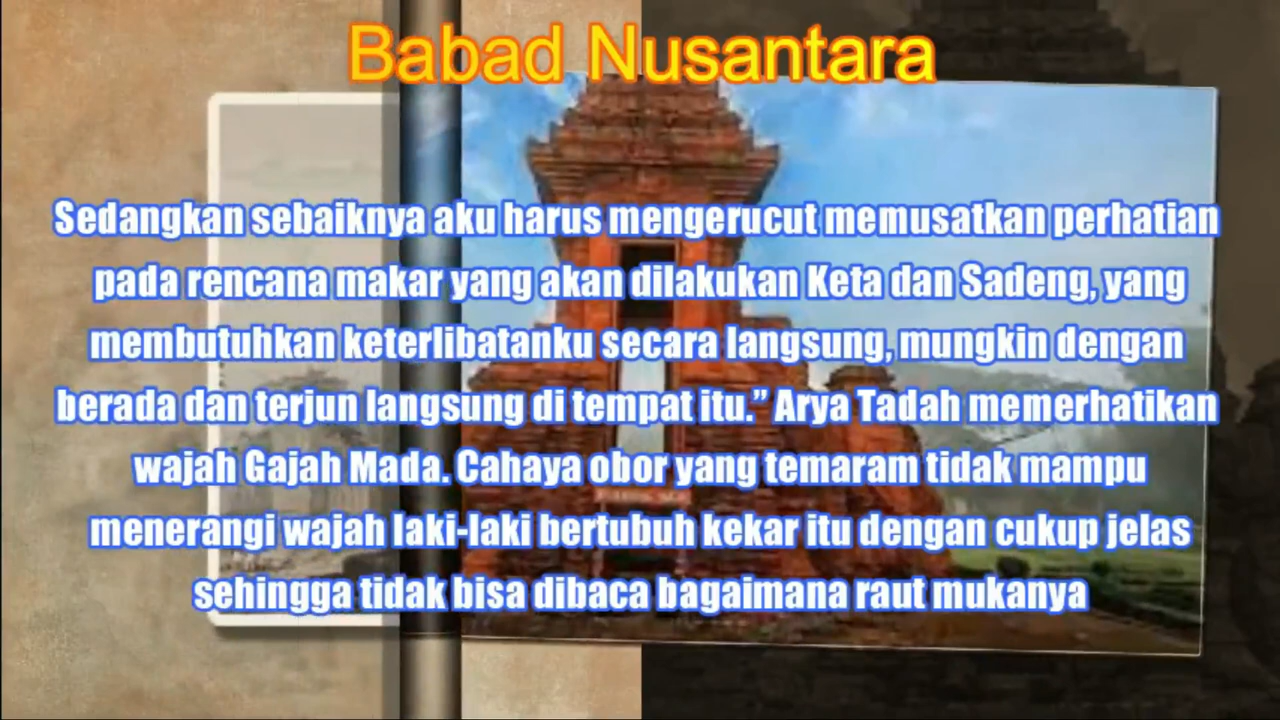 Babad Nusantara
Sedangkan sebaiknya aku harus mengerucut memusatkan perhatian
pada rencana makar yang akan dilakukan Keta dan Sadeng, yang
membutuhkan keterlibatanku secara langsung, mungkin dengan
berada dan terjun langsung di tempat itu.” Arya Tadah memerhatikan
wajah Gajah Mada. Cahaya obor yang temaram tidak mampu
menerangi wajah laki-laki bertubuh kekar itu dengan cukup jelas
sehingga tidak bisa dibaca bagaimana raut mukanya